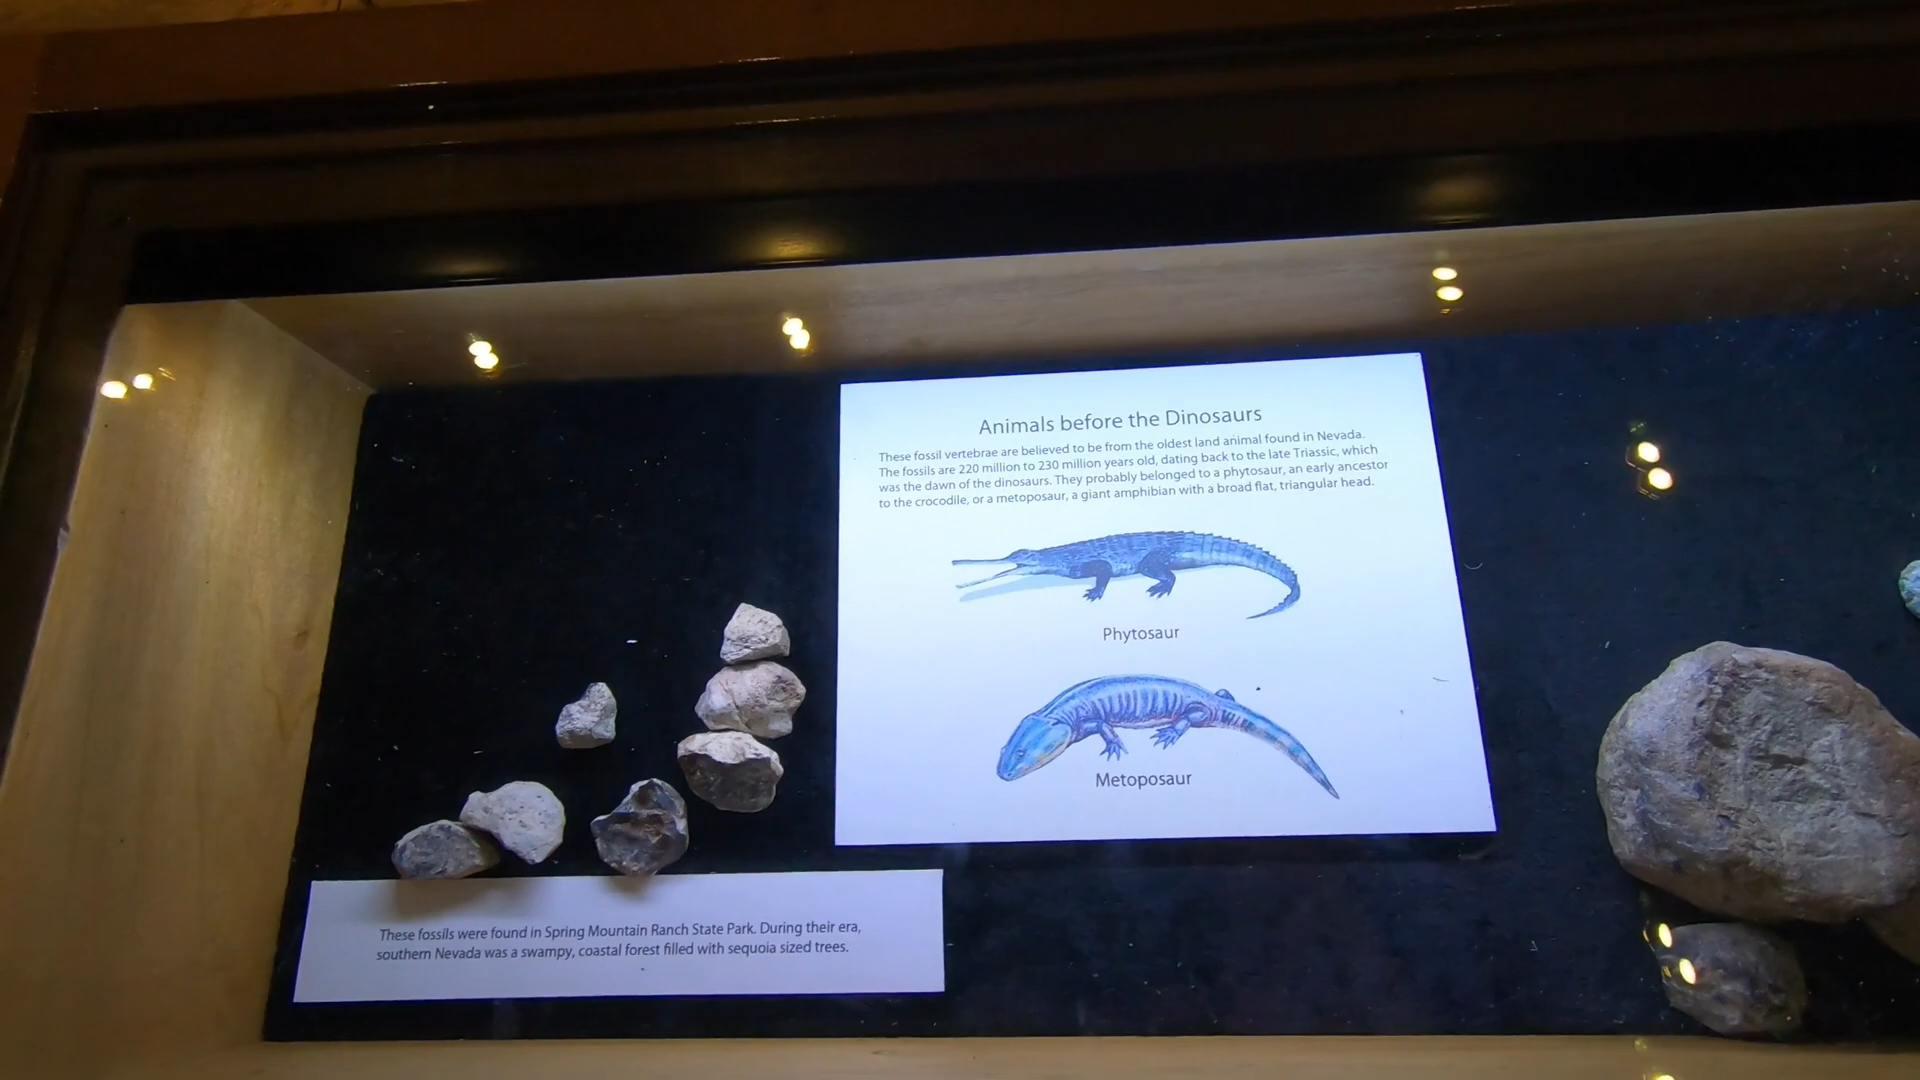 Animals before the Dinosaurs
These fossil vertebrae are believed to be from the oldest land animal found in Nevada.
The fossils are 220 million to 230 million years old, dating back to the late Triassic, which
was the dawn of the dinosaurs. They probably belonged to a phytosaur, an early ancestor
to the crocodile, or a metoposaur, a giant amphibian with a broad flat, triangular head.
Phytosaur
Metoposaur
These fossils were found in Spring Mountain Ranch State Park. During their era,
southern Nevada was a swampy, coastal forest filled with sequoia sized trees.